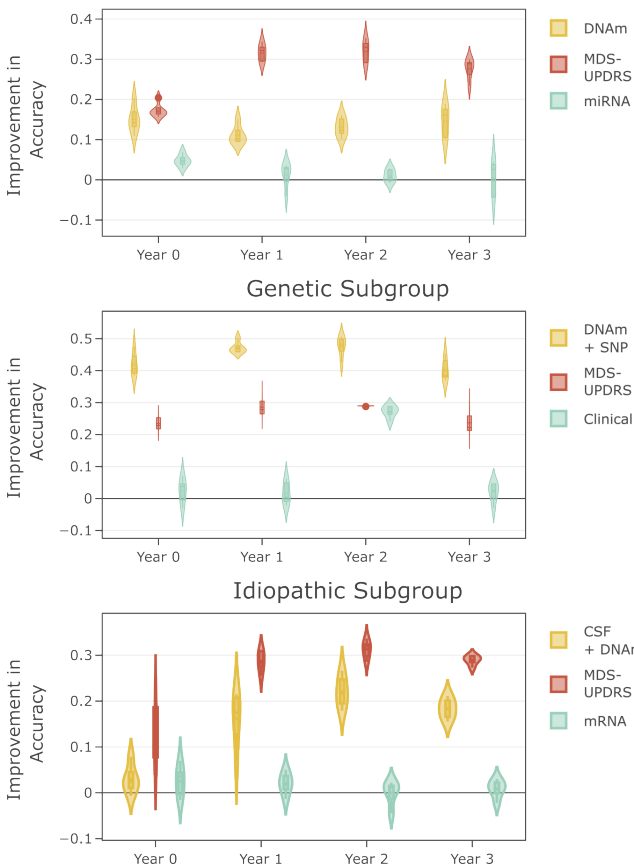 0.4
0.3
0.2
0.1
0
−0.1
Improvement in
Accuracy
Year 0
Year 1
Year 2
Year 3
DNAm
MDS-
UPDRS
miRNA
Genetic Subgroup
0.5
0.4
0.3
0.2
0.1
0
−0.1
Improvement in
Accuracy
Year 0
Year 1
Year 2
Year 3
DNAm
+ SNP
MDS-
UPDRS
Clinical
Idiopathic Subgroup
0.3
0.2
0.1
0
−0.1
Improvement in
Accuracy
Year 0
Year 1
Year 2
Year 3
CSF
+ DNAm
MDS-
UPDRS
mRNA